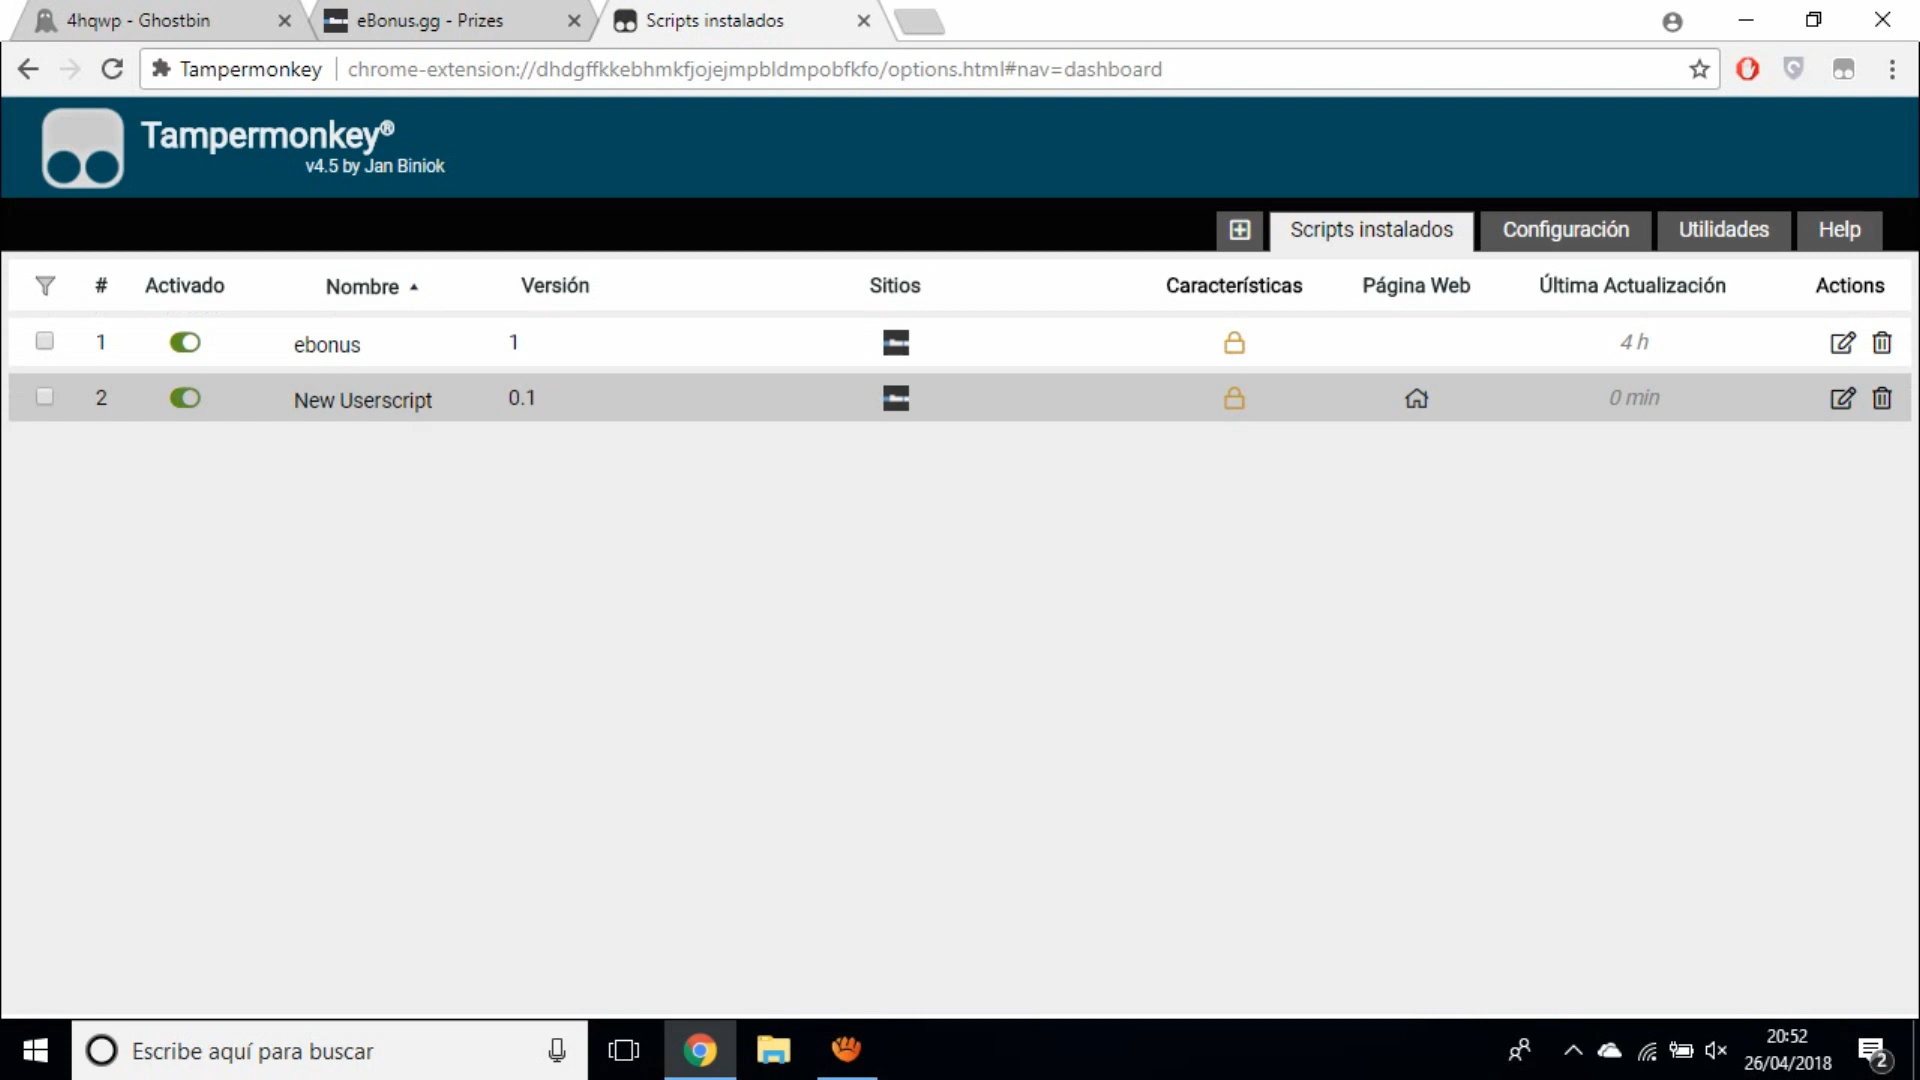 4hqwp - Ghostbin
eBonus.gg - Prizes
Scripts instalados
Tampermonkey
chrome-extension://dhdgffkkebhmkfjojejmpbldmpobfkfo/options.html#nav=dashboard
Tampermonkey®
v4.5 by Jan Biniok
Scripts instalados
Configuración
Utilidades
Help
# Activado Nombre Versión Sitios Características Página Web Última Actualización Actions
1 ebonus 1 4 h
2 New Userscript 0.1 0 min
Escribe aquí para buscar
20:52
26/04/2018
2